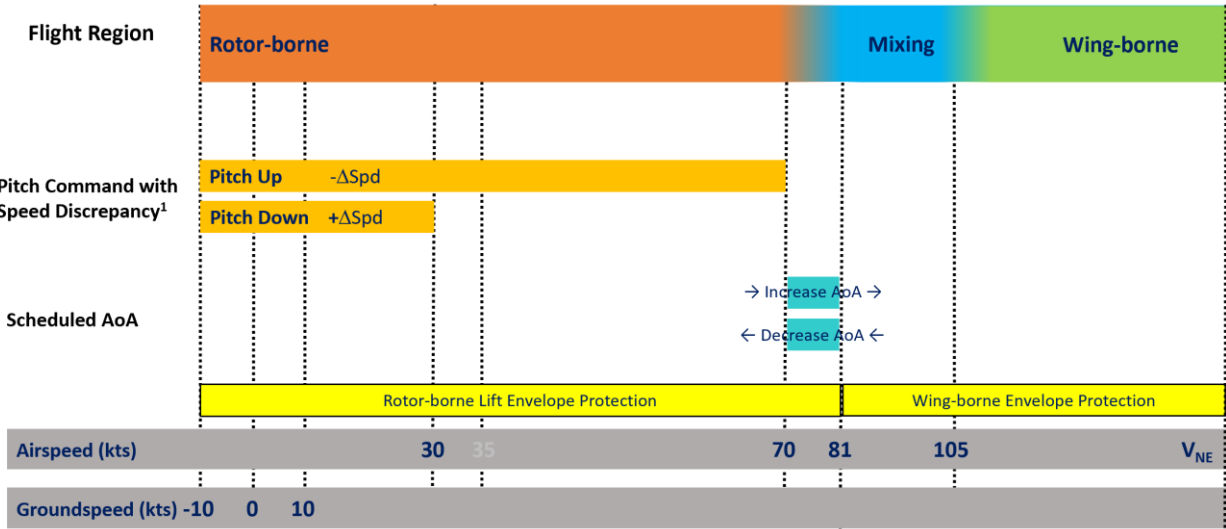 Flight Region
Rotor-borne
Mixing
Wing-borne
Pitch Command with
Speed Discrepancy1
Pitch Up -ΔSpd
Pitch Down +ΔSpd
Scheduled AoA
→ Increase AoA →
← Decrease AoA ←
Rotor-borne Lift Envelope Protection
Wing-borne Envelope Protection
Airspeed (kts) 30 35 70 81 105 VNE
Groundspeed (kts) -10 0 10